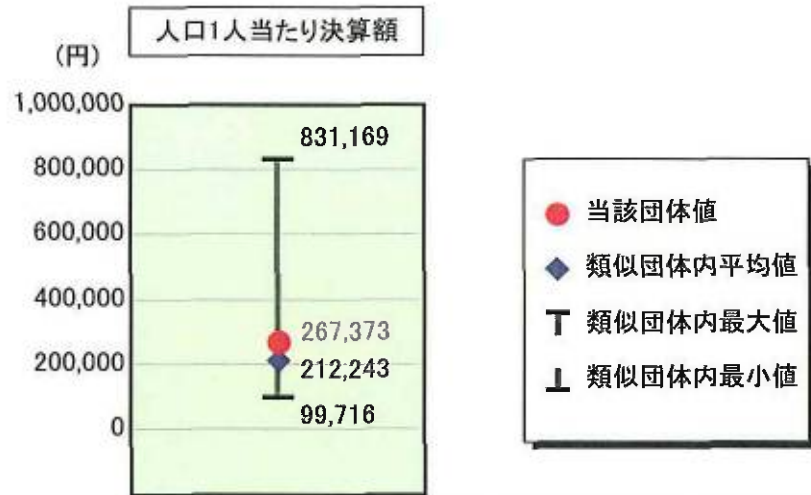 人口1人当たり決算額
(円)
1,000,000
831,169
800,000
600,000
400,000
267,373
200,000
212,243
99,716
0
当該団体値
類似団体内平均値
類似団体内最大値
類似団体内最小値